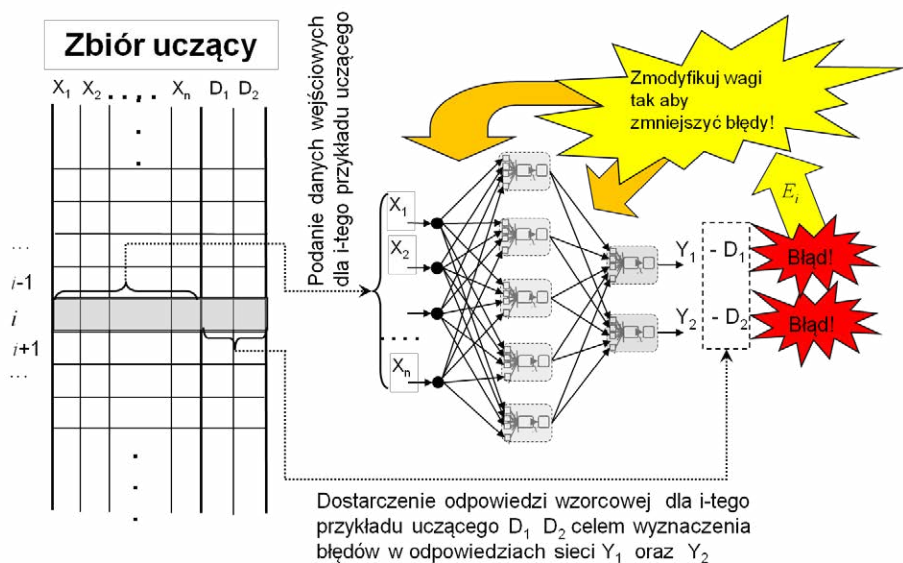 Zbiór uczący
X1 X2 ..... Xn D1 D2
...
i-1
i
i+1
...
Podanie danych wejściowych
dla i-tego przykładu uczącego
X1
X2
....
Xn
Zmodyfikuj wagi
tak aby
zmniejszyć błędy!
Ei
Y1 - D1 Błąd!
Y2 - D2 Błąd!
Dostarczenie odpowiedzi wzorcowej dla i-tego
przykładu uczącego D1 D2 celem wyznaczenia
błędów w odpowiedziach sieci Y1 oraz Y2